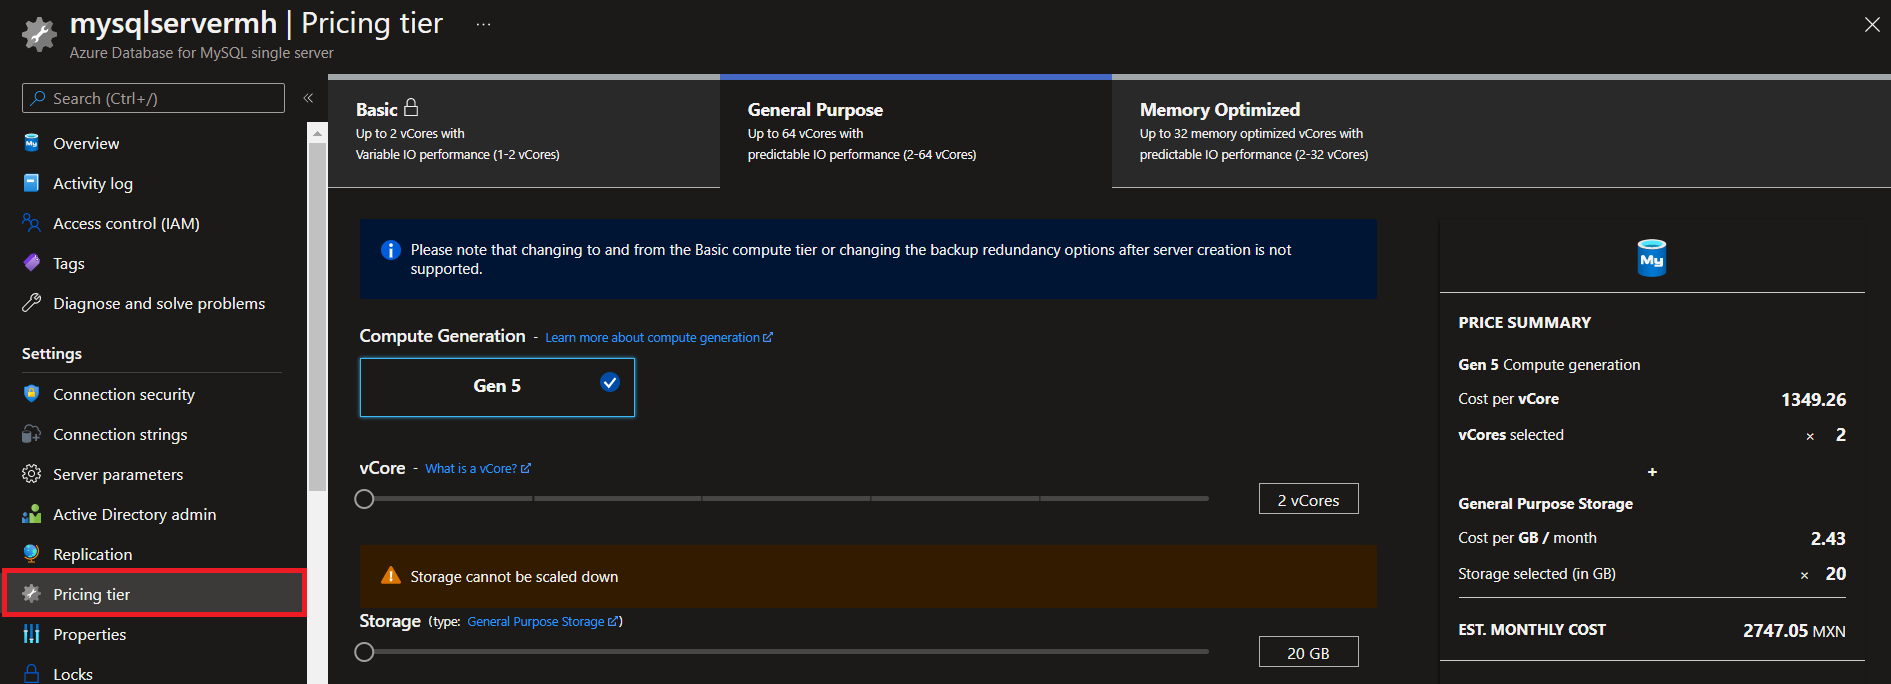 mysqlservermh | Pricing tier ...
Azure Database for MySQL single server
Search (Ctrl+/)
«
Overview
Activity log
Access control (IAM)
Tags
Diagnose and solve problems
Settings
Connection security
Connection strings
Server parameters
Active Directory admin
Replication
Pricing tier
Properties
Locks
Basic
Up to 2 vCores with
Variable IO performance (1-2 vCores)
General Purpose
Up to 64 vCores with
predictable IO performance (2-64 vCores)
Memory Optimized
Up to 32 memory optimized vCores with
predictable IO performance (2-32 vCores)
Please note that changing to and from the Basic compute tier or changing the backup redundancy options after server creation is not
supported.
Compute Generation - Learn more about compute generation
Gen 5
vCore - What is a vCore?
2 vCores
Storage cannot be scaled down
Storage (type: General Purpose Storage)
20 GB
My
PRICE SUMMARY
Gen 5 Compute generation
Cost per vCore 1349.26
vCores selected × 2
+
General Purpose Storage
Cost per GB / month 2.43
Storage selected (in GB) × 20
EST. MONTHLY COST 2747.05 MXN